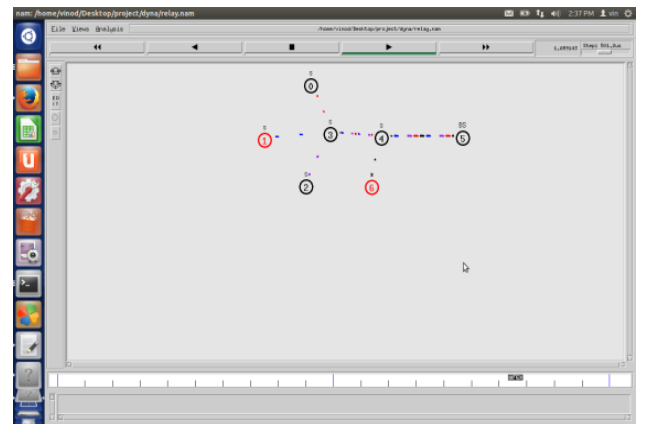 nam: /home/vinod/Desktop/project/dyna/relay.nam
2:37 PM vin
File Views Analysis
/home/vinod/Desktop/project/dyna/relay.nam
S
0
S
1
S
3
S
4
SS
5
S
2
6